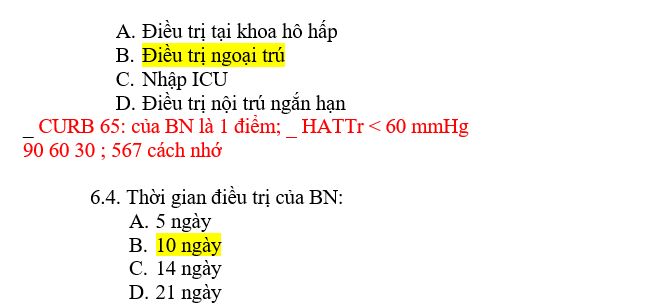 A. Điều trị tại khoa hô hấp
B. Điều trị ngoại trú
C. Nhập ICU
D. Điều trị nội trú ngắn hạn
_ CURB 65: của BN là 1 điểm; _ HATTr < 60 mmHg
90 60 30 ; 567 cách nhớ
6.4. Thời gian điều trị của BN:
A. 5 ngày
B. 10 ngày
C. 14 ngày
D. 21 ngày